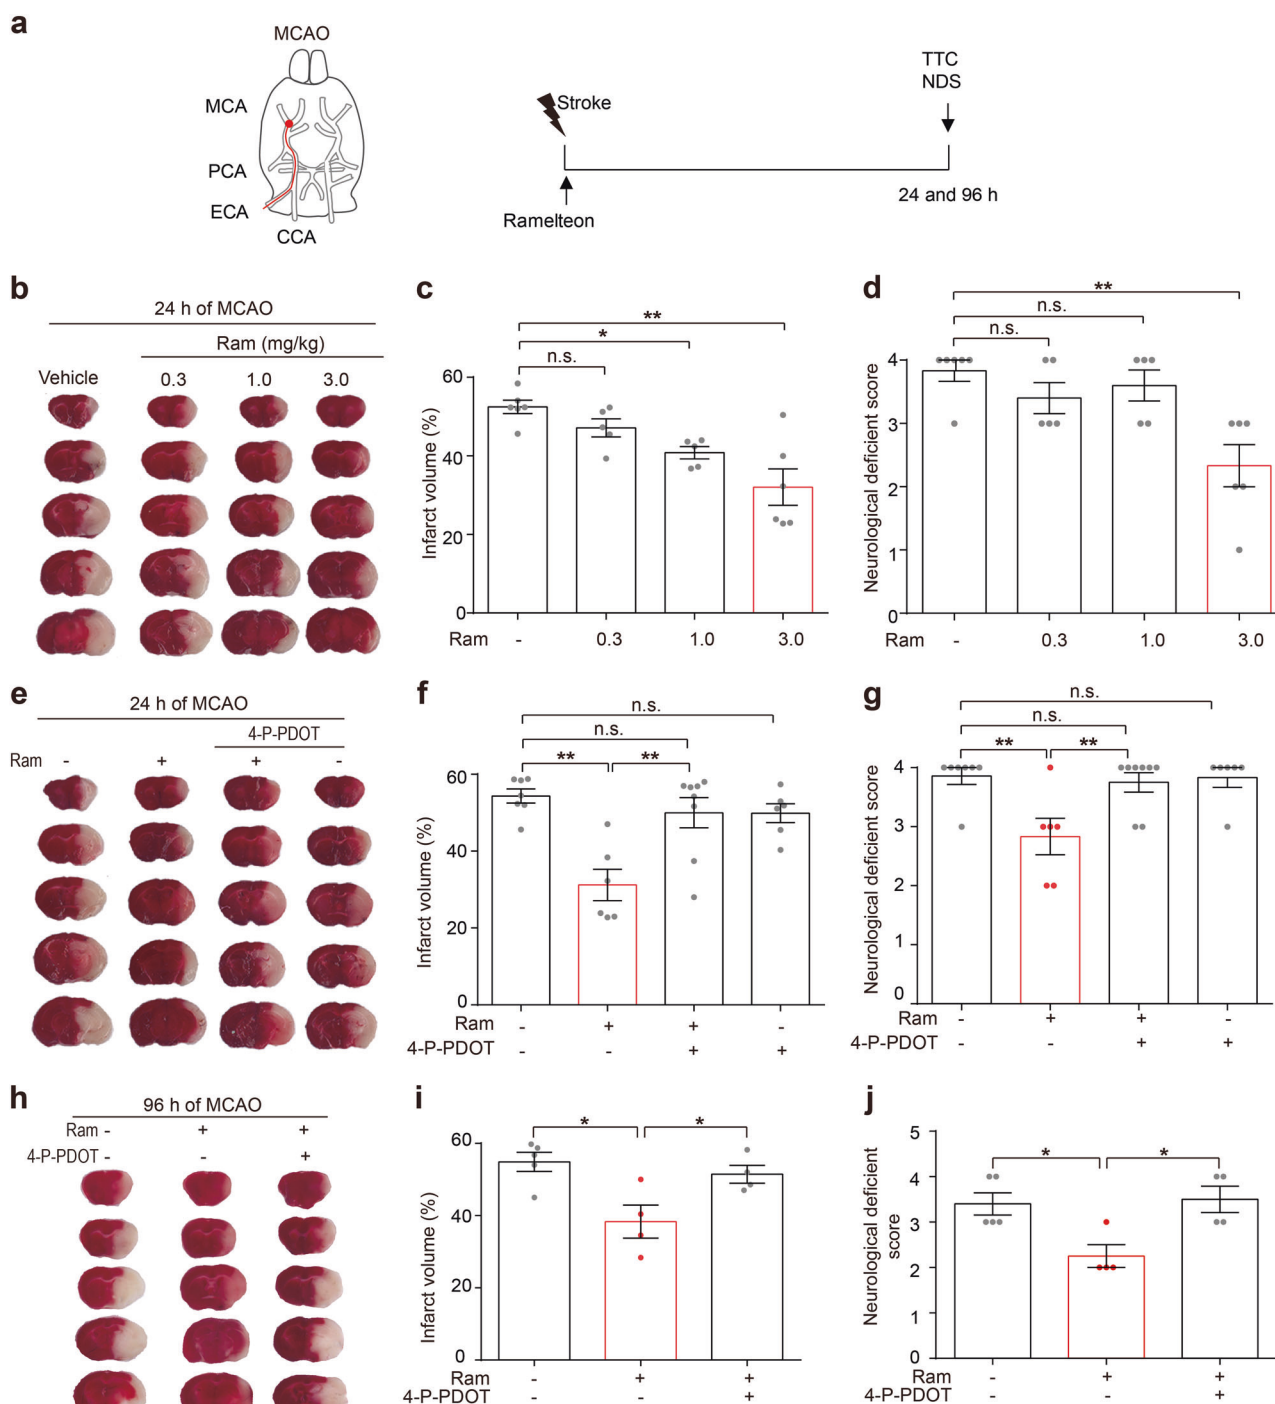 a
MCAO
MCA
PCA
ECA
CCA
Stroke
Ramelteon
TTC
NDS
24 and 96 h
b
24 h of MCAO
Ram (mg/kg)
Vehicle 0.3 1.0 3.0
c
**
*
n.s.
Infarct volume (%)
60
40
20
0
Ram - 0.3 1.0 3.0
d
**
n.s.
n.s.
Neurological deficient score
4
3
2
1
0
- 0.3 1.0 3.0
e
24 h of MCAO
4-P-PDOT
Ram - + + -
f
n.s.
n.s.
** **
Infarct volume (%)
60
40
20
0
Ram - + + -
4-P-PDOT - - + +
g
n.s.
n.s.
** **
Neurological deficient score
4
3
2
1
0
Ram - + + -
4-P-PDOT - - + +
h
96 h of MCAO
Ram - + +
4-P-PDOT - - +
i
* *
Infarct volume (%)
60
40
20
0
Ram - + +
4-P-PDOT - - +
j
* *
Neurological deficient
score
5
4
3
2
1
0
Ram - + +
4-P-PDOT - - +